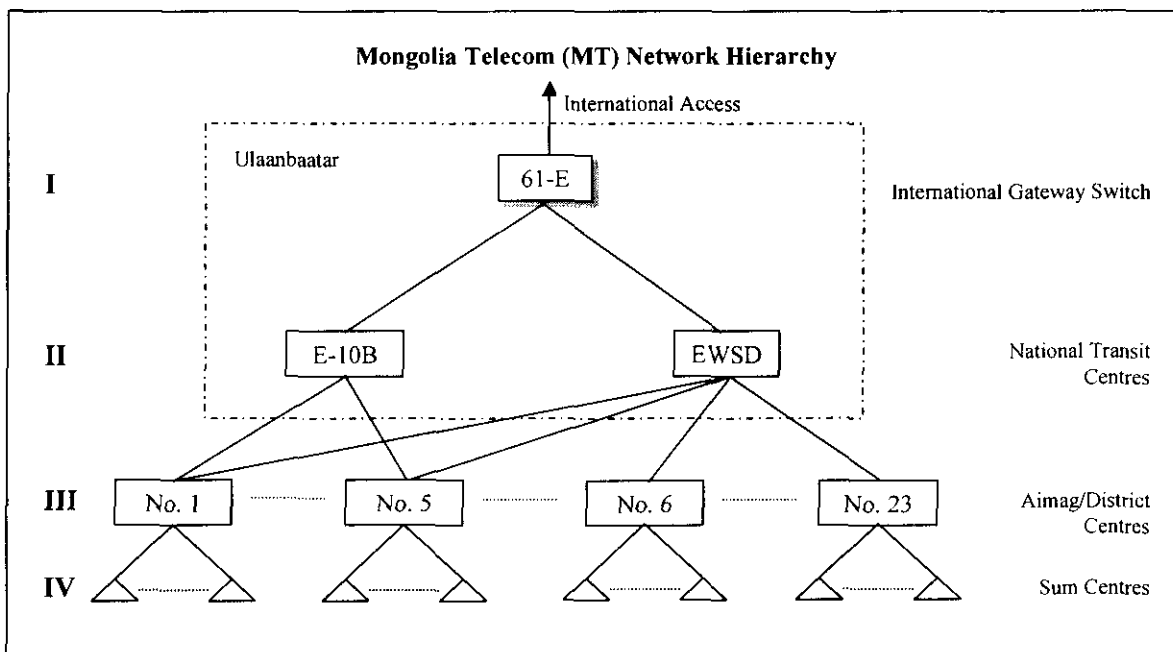 Mongolia Telecom (MT) Network Hierarchy
International Access
Ulaanbaatar
I
61-E
International Gateway Switch
II
E-10B
EWSD
National Transit
Centres
III
No. 1
No. 5
No. 6
No. 23
Aimag/District
Centres
IV
Sum Centres